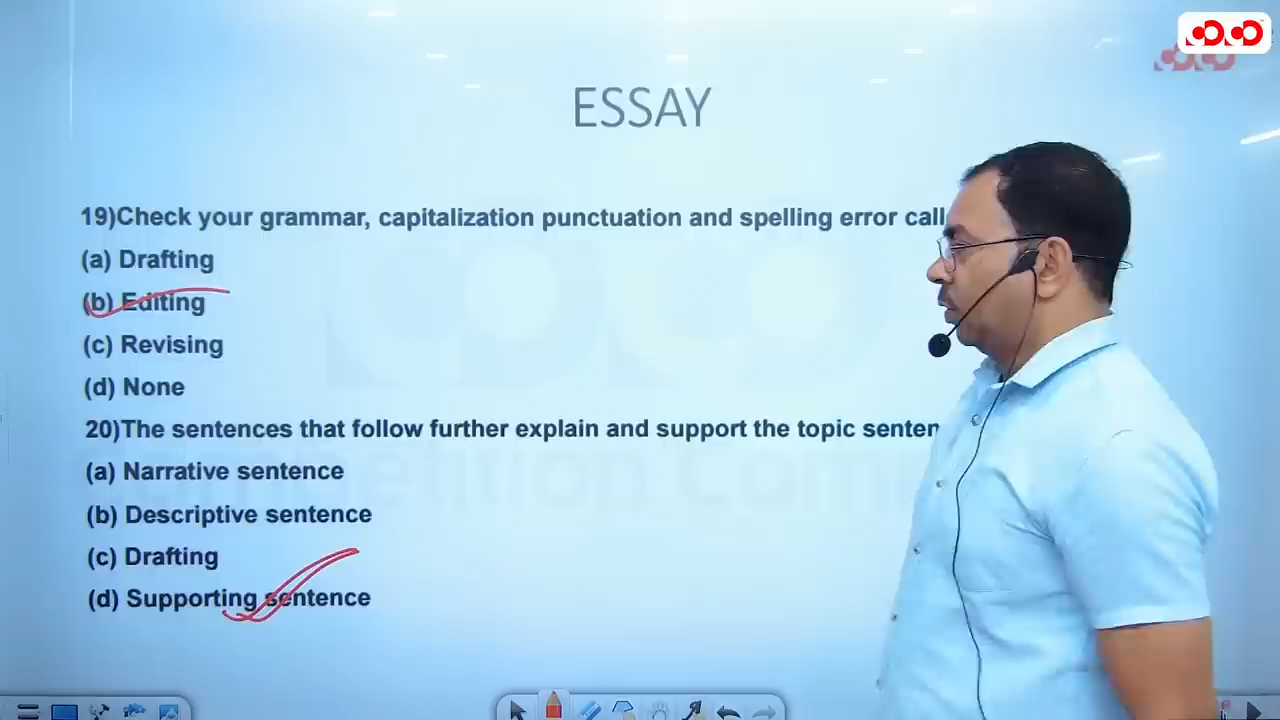 ESSAY
19)Check your grammar, capitalization punctuation and spelling error call
(a) Drafting
(b) Editing
(c) Revising
(d) None
20)The sentences that follow further explain and support the topic senten
(a) Narrative sentence
(b) Descriptive sentence
(c) Drafting
(d) Supporting sentence